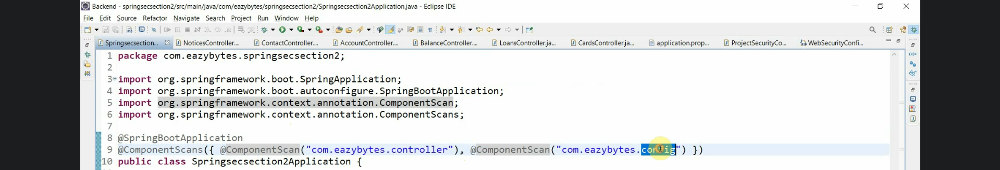 Backend - springsecsection2/src/main/java/com/eazybytes/springsecsection2/Springsecsection2Application.java - Eclipse IDE
File Edit Source Refactor Navigate Search Project Run Window Help
Springsecsection... NoticesController.... ContactController.... AccountController.... BalanceController.... LoansController.ja... CardsController.ja... application.prop... ProjectSecurityCo... WebSecurityConfi...
1 package com.eazybytes.springsecsection2;
2
3 import org.springframework.boot.SpringApplication;
4 import org.springframework.boot.autoconfigure.SpringBootApplication;
5 import org.springframework.context.annotation.ComponentScan;
6 import org.springframework.context.annotation.ComponentScans;
7
8 @SpringBootApplication
9 @ComponentScans({ @ComponentScan("com.eazybytes.controller"), @ComponentScan("com.eazybytes.config") })
10 public class Springsecsection2Application {